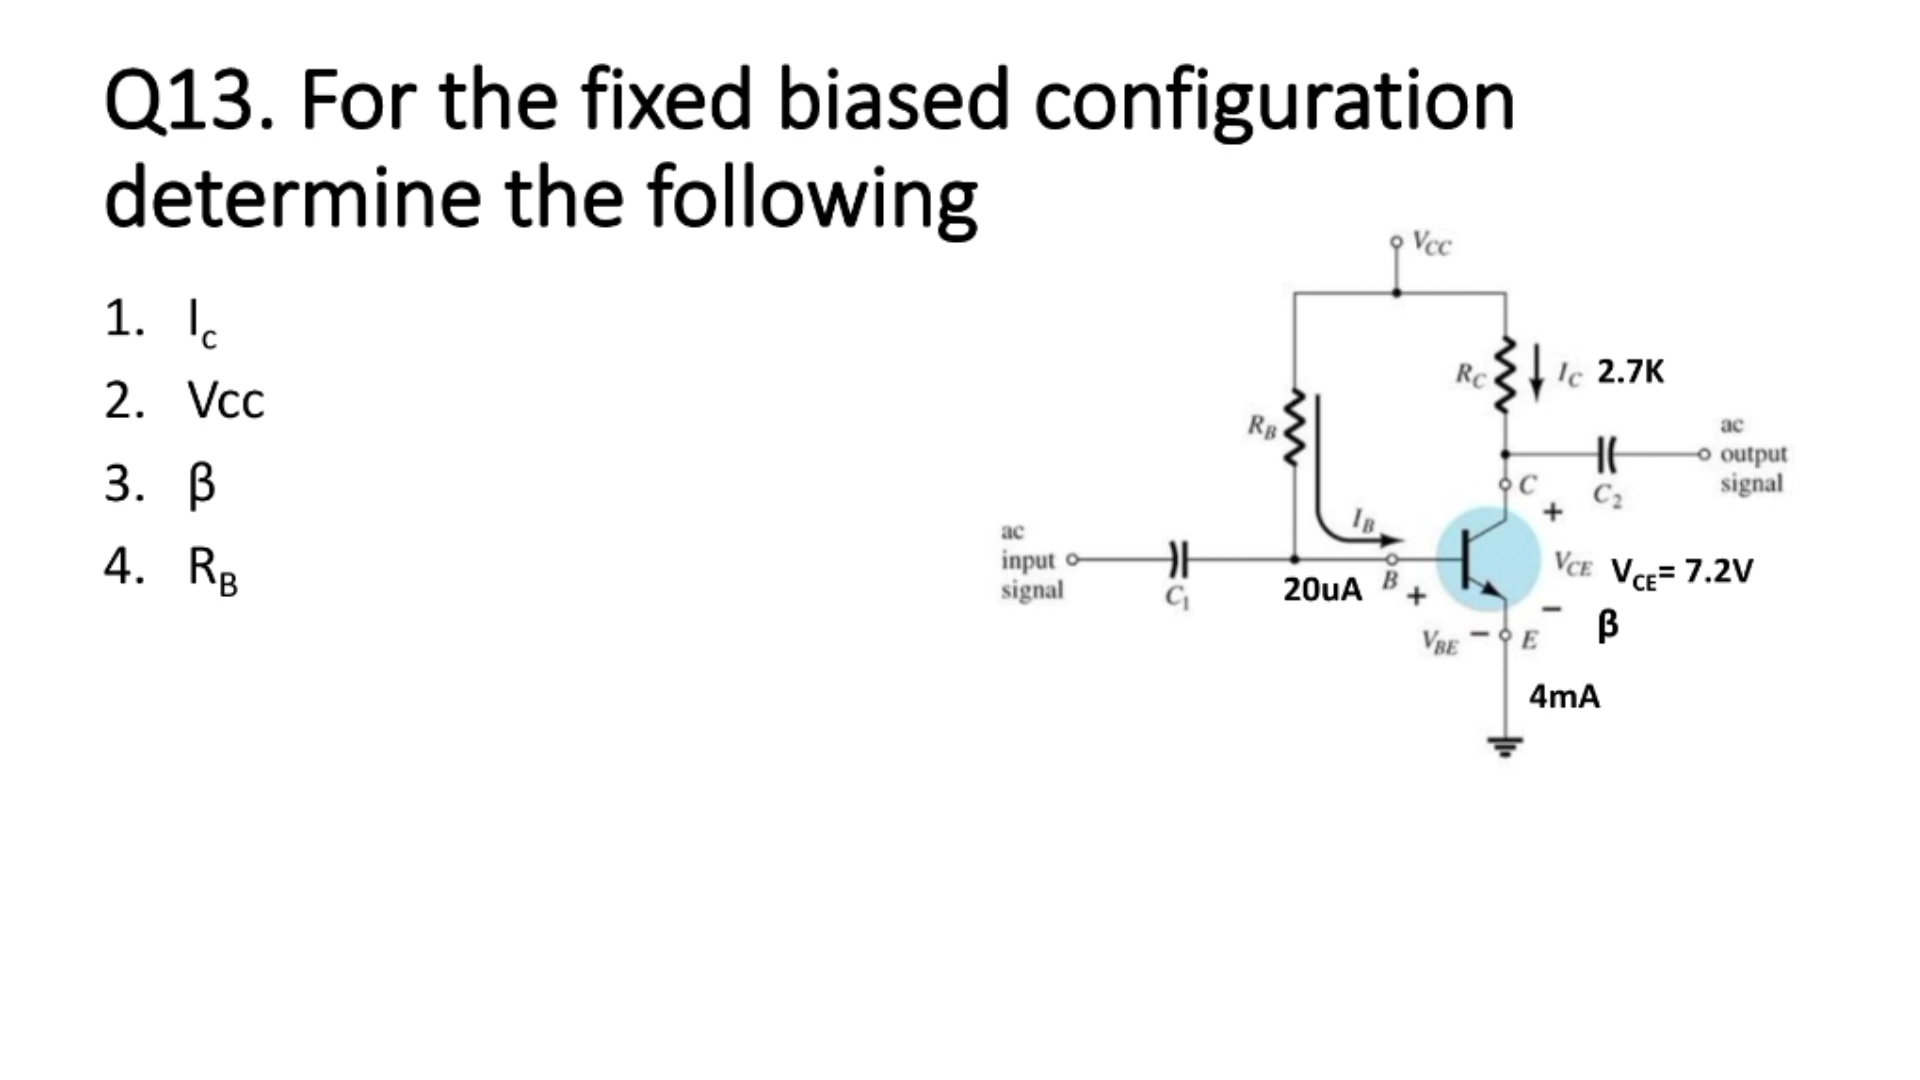 Q13. For the fixed biased configuration
determine the following
1. Ic
2. Vcc
3. β
4. RB
VCC
RC
IC 2.7K
RB
ac
output
signal
C
C2
+
IB
ac
input
signal
C1
20uA
B
+
VCE VCE= 7.2V
−
β
VBE − E
4mA